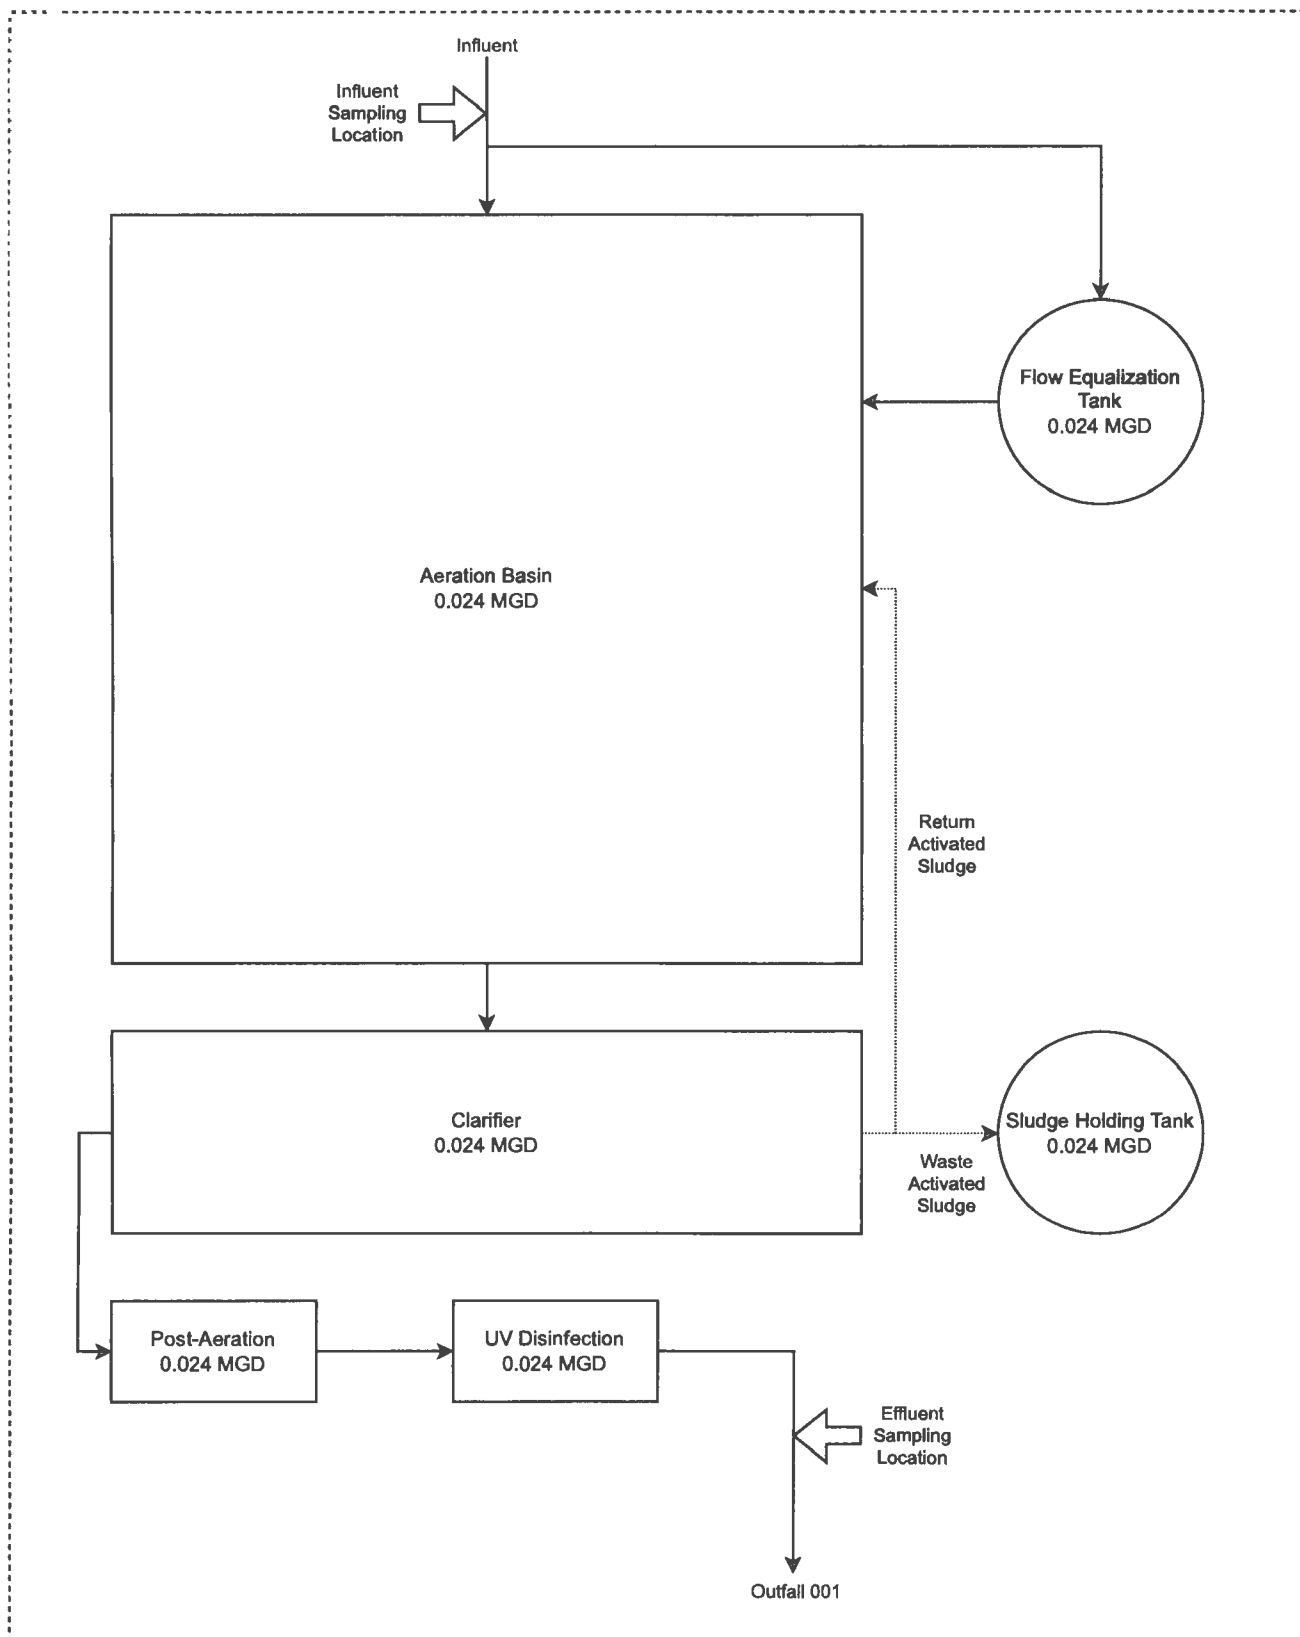 Influent
Influent
Sampling
Location
Flow Equalization
Tank
0.024 MGD
Aeration Basin
0.024 MGD
Return
Activated
Sludge
Clarifier
0.024 MGD
Sludge Holding Tank
0.024 MGD
Waste
Activated
Sludge
Post-Aeration
0.024 MGD
UV Disinfection
0.024 MGD
Effluent
Sampling
Location
Outfall 001